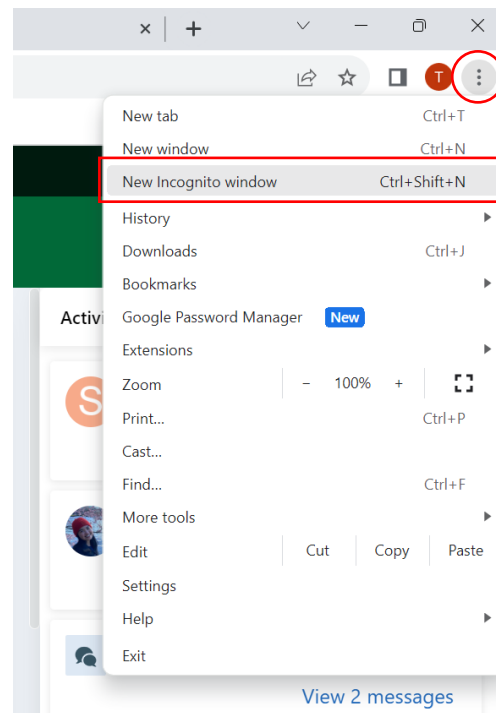 T
New tab Ctrl+T
New window Ctrl+N
New Incognito window Ctrl+Shift+N
History
Downloads Ctrl+J
Bookmarks
Activi
Google Password Manager New
Extensions
Zoom − 100% +
S
Print... Ctrl+P
Cast...
Find... Ctrl+F
More tools
Edit Cut Copy Paste
Settings
Help
Exit
View 2 messages